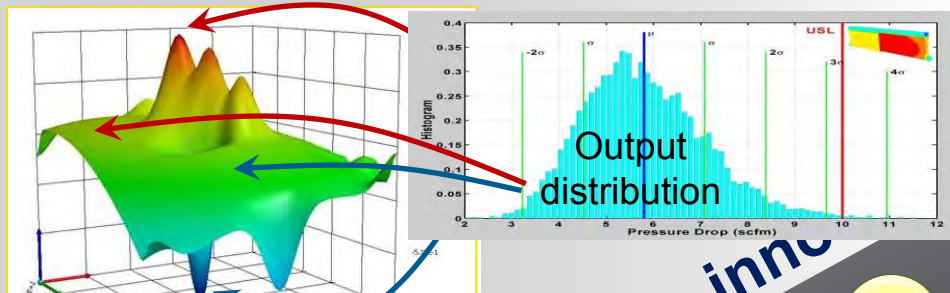 0.4
0.35
0.3
0.25
0.2
0.15
0.1
0.05
0
Histogram
-2σ
σ
μ
σ
2σ
3σ
USL
4σ
Output
distribution
2 3 4 5 6 7 8 9 10 11 12
Pressure Drop (scfm)